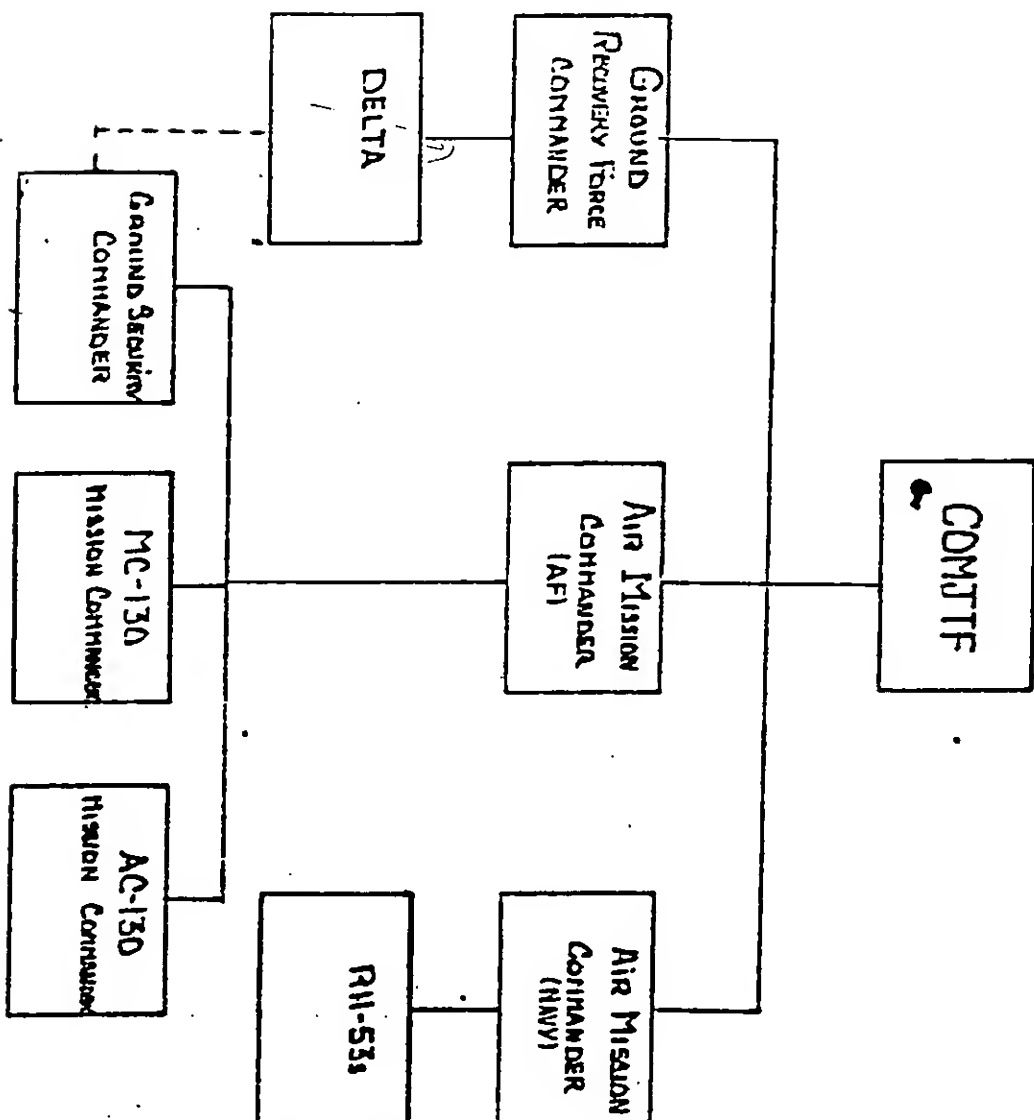 COMJTF
GROUND
RECOVERY FORCE
COMMANDER
AIR MISSION
COMMANDER
(AF)
AIR MISSION
COMMANDER
(NAVY)
DELTA
RH-53s
GROUND SECURITY
COMMANDER
MC-130
MISSION COMMANDER
AC-130
MISSION COMMANDER